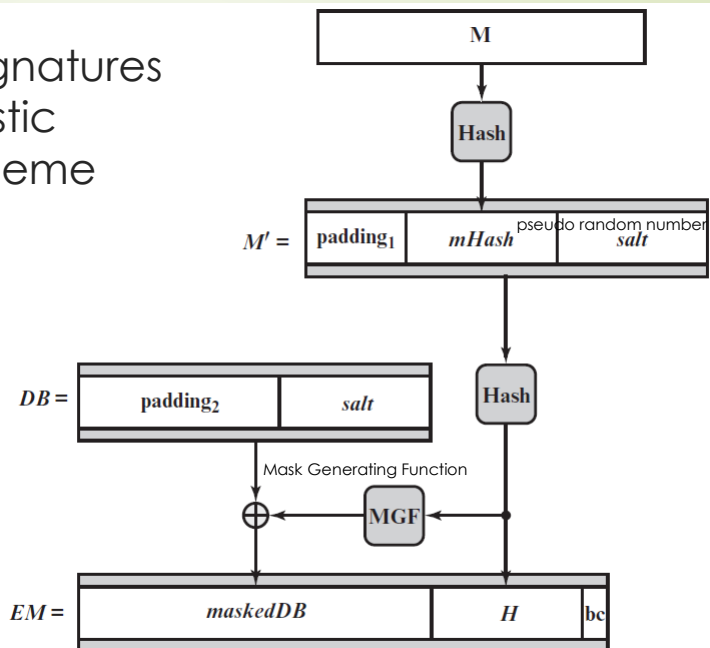 gnatures
stic
eme
M
Hash
M′ = padding₁ mHash pseudo random number salt
DB = padding₂ salt
Hash
Mask Generating Function
MGF
EM = maskedDB H bc